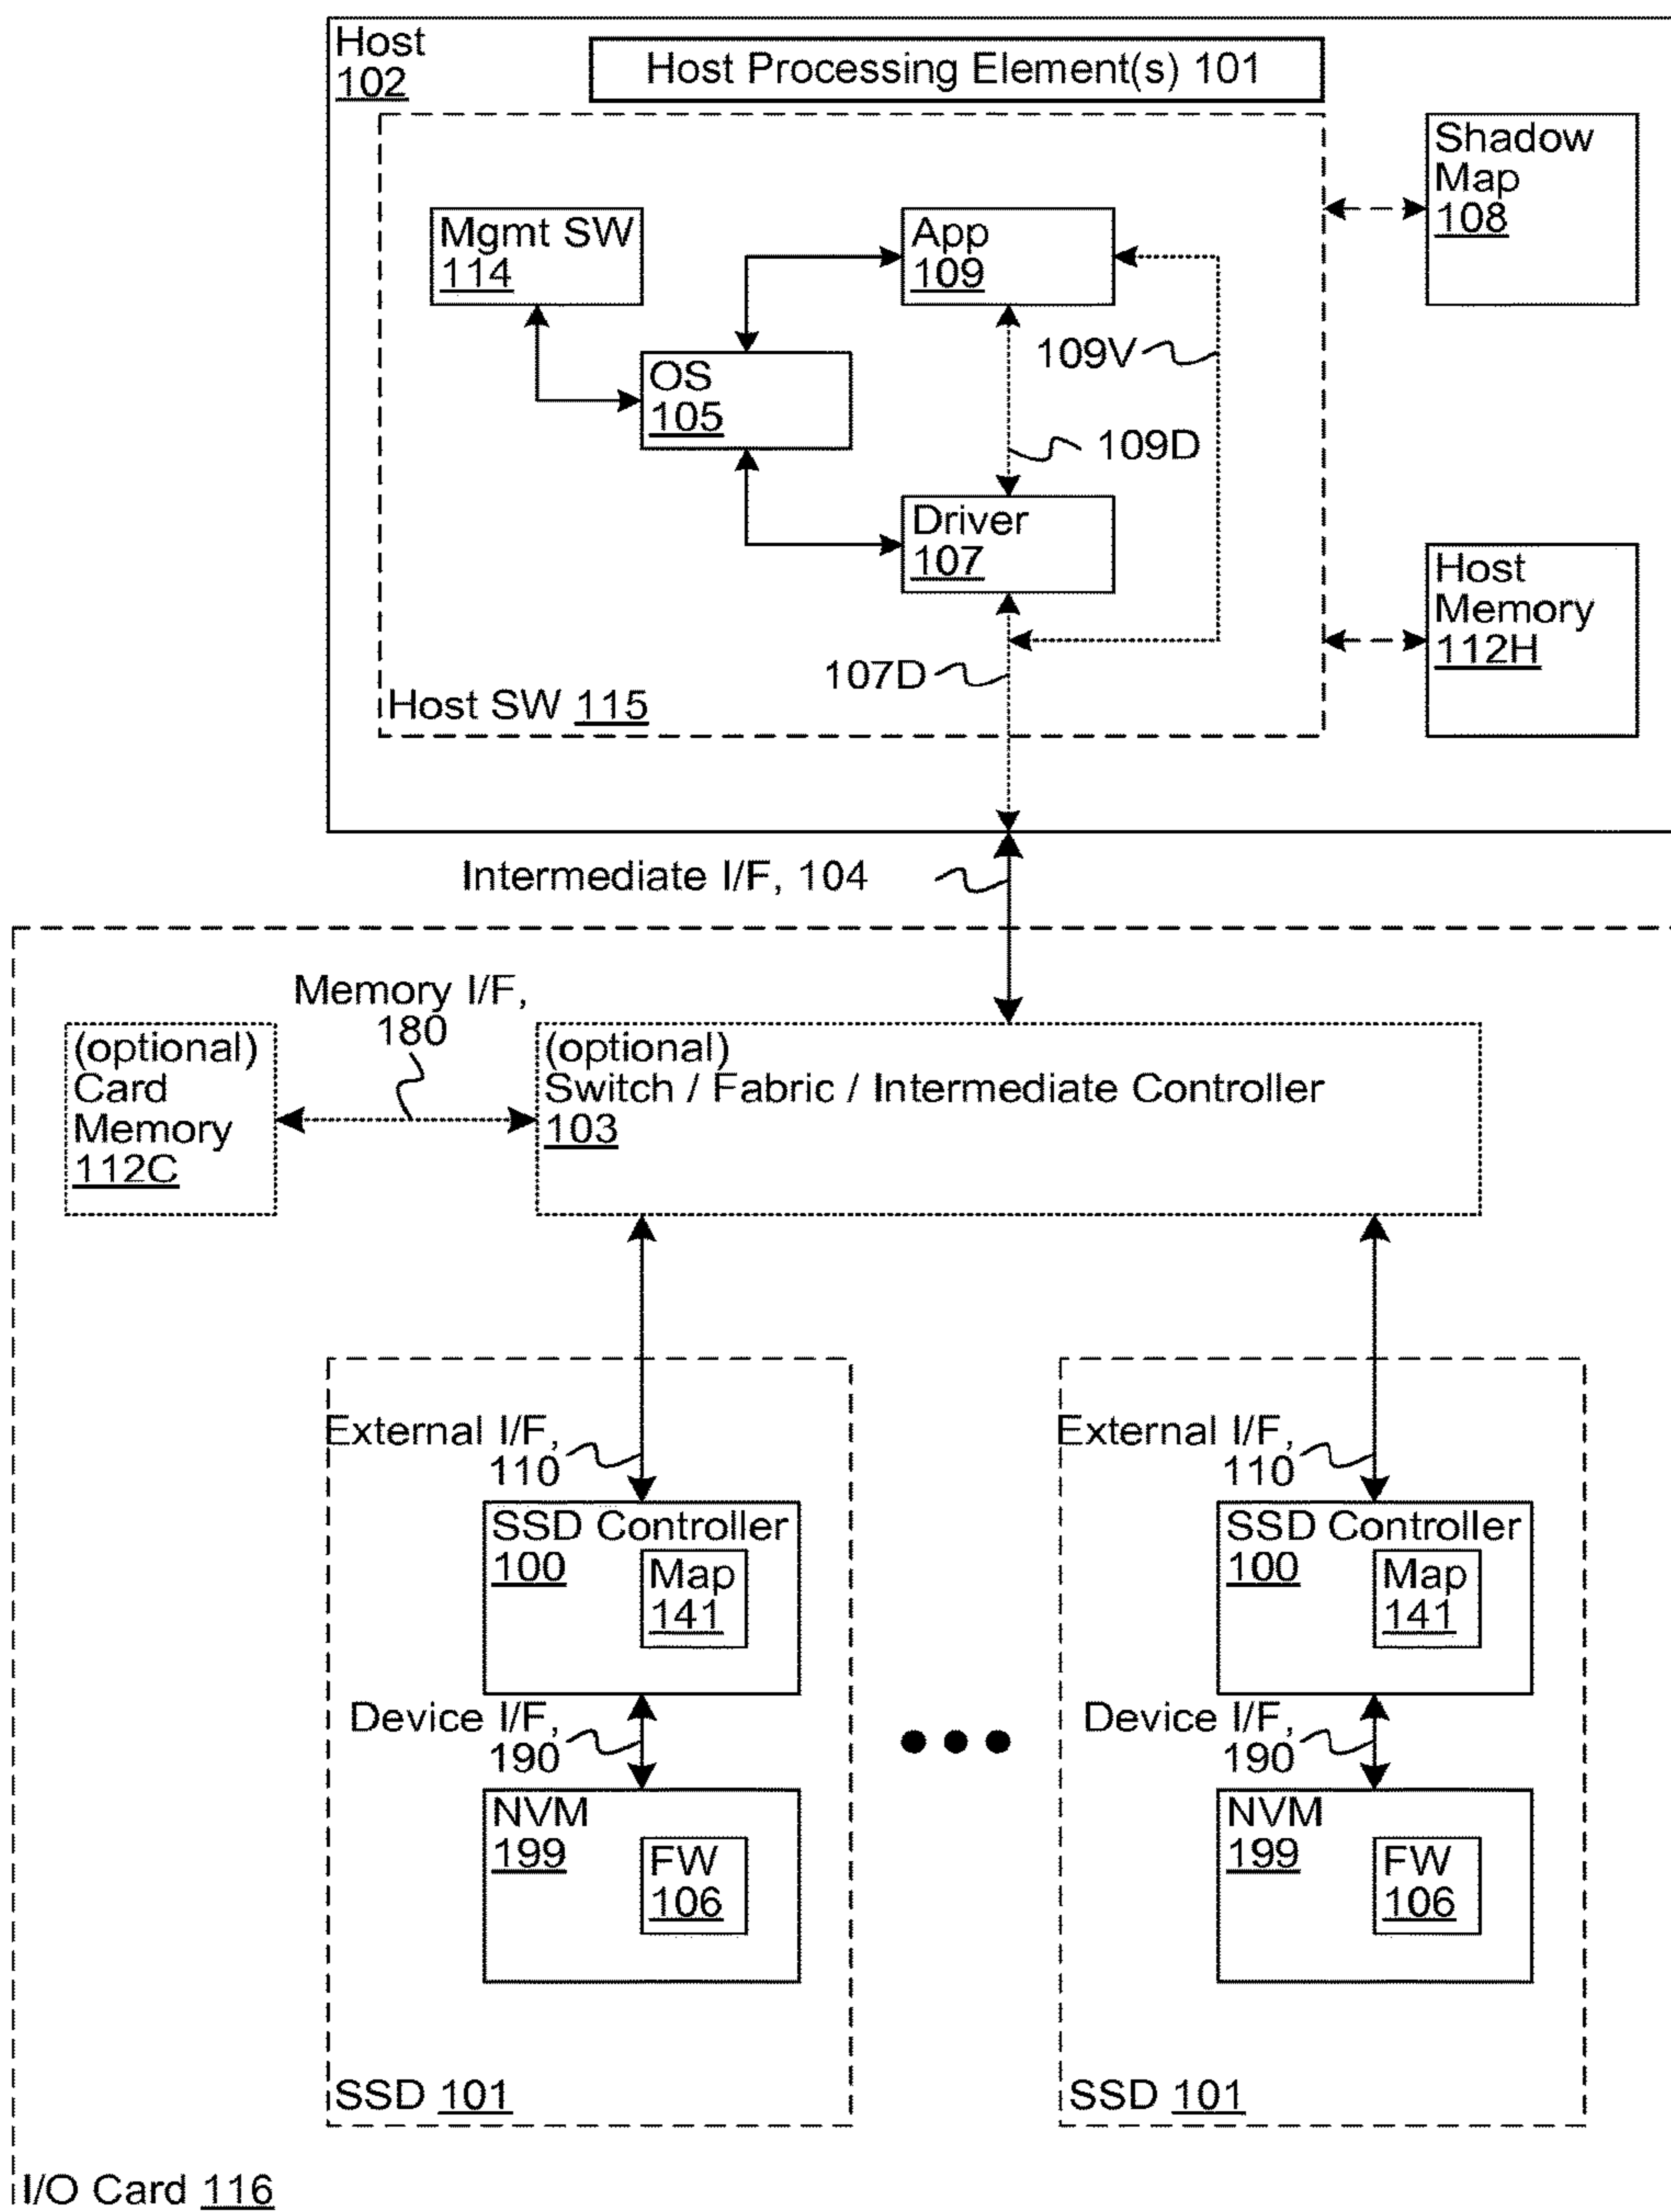 Host
102
Host Processing Element(s) 101
Shadow
Map
108
Mgmt SW
114
App
109
109V
OS
105
109D
Driver
107
Host
Memory
112H
107D
Host SW 115
Intermediate I/F, 104
Memory I/F,
180
(optional)
Card
Memory
112C
(optional)
Switch / Fabric / Intermediate Controller
103
External I/F,
110
SSD Controller
100
Map
141
Device I/F,
190
NVM
199
FW
106
SSD 101
External I/F,
110
SSD Controller
100
Map
141
Device I/F,
190
NVM
199
FW
106
SSD 101
I/O Card 116